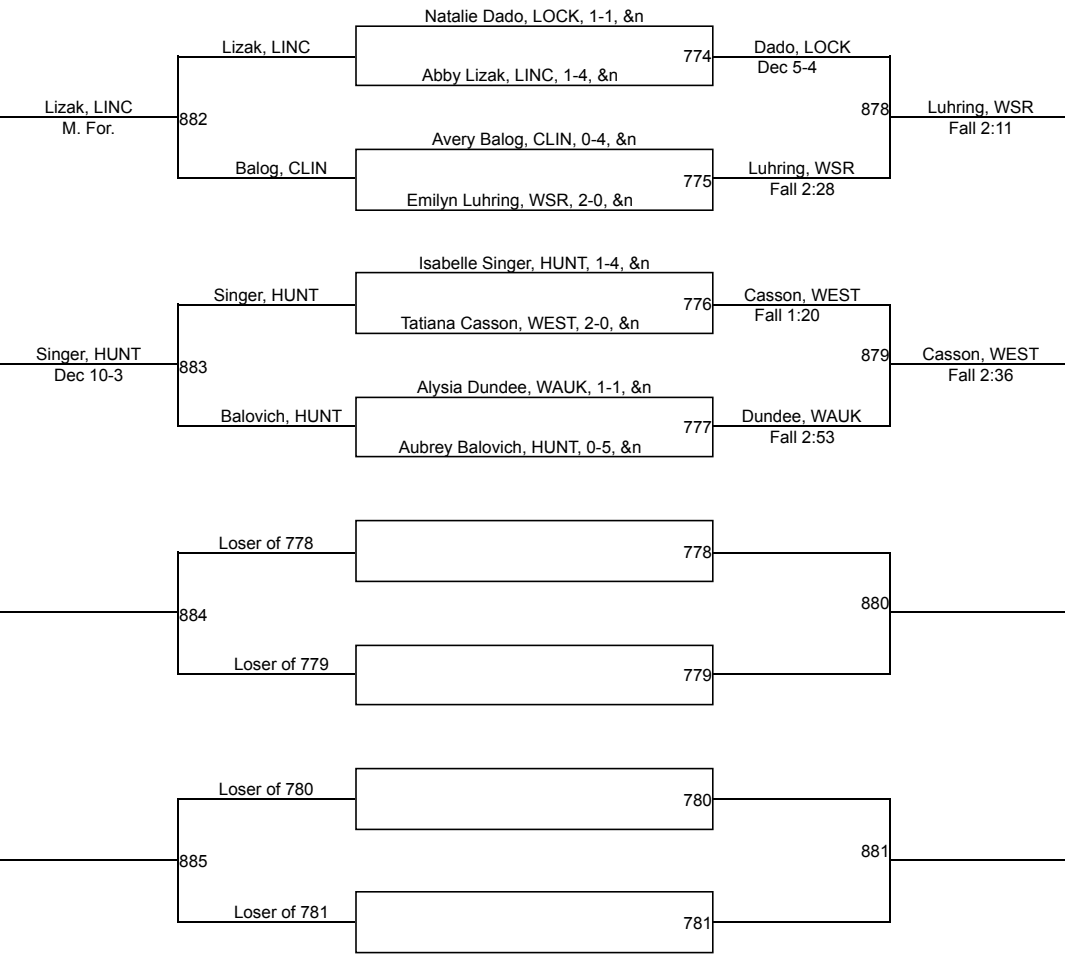 Natalie Dado, LOCK, 1-1, &n
Lizak, LINC
774
Dado, LOCK
Dec 5-4
Abby Lizak, LINC, 1-4, &n
Lizak, LINC
M. For.
882
878
Luhring, WSR
Fall 2:11
Avery Balog, CLIN, 0-4, &n
Balog, CLIN
775
Luhring, WSR
Fall 2:28
Emilyn Luhring, WSR, 2-0, &n
Isabelle Singer, HUNT, 1-4, &n
Singer, HUNT
776
Casson, WEST
Fall 1:20
Tatiana Casson, WEST, 2-0, &n
Singer, HUNT
Dec 10-3
883
879
Casson, WEST
Fall 2:36
Alysia Dundee, WAUK, 1-1, &n
Balovich, HUNT
777
Dundee, WAUK
Fall 2:53
Aubrey Balovich, HUNT, 0-5, &n
Loser of 778
778
884
880
Loser of 779
779
Loser of 780
780
885
881
Loser of 781
781